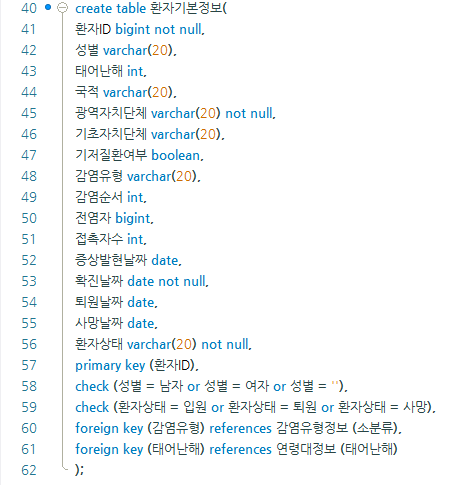 40 create table 환자기본정보(
41 환자ID bigint not null,
42 성별 varchar(20),
43 태어난해 int,
44 국적 varchar(20),
45 광역자치단체 varchar(20) not null,
46 기초자치단체 varchar(20),
47 기저질환여부 boolean,
48 감염유형 varchar(20),
49 감염순서 int,
50 전염자 bigint,
51 접촉자수 int,
52 증상발현날짜 date,
53 확진날짜 date not null,
54 퇴원날짜 date,
55 사망날짜 date,
56 환자상태 varchar(20) not null,
57 primary key (환자ID),
58 check (성별 = 남자 or 성별 = 여자 or 성별 = ''),
59 check (환자상태 = 입원 or 환자상태 = 퇴원 or 환자상태 = 사망),
60 foreign key (감염유형) references 감염유형정보 (소분류),
61 foreign key (태어난해) references 연령대정보 (태어난해)
62 );